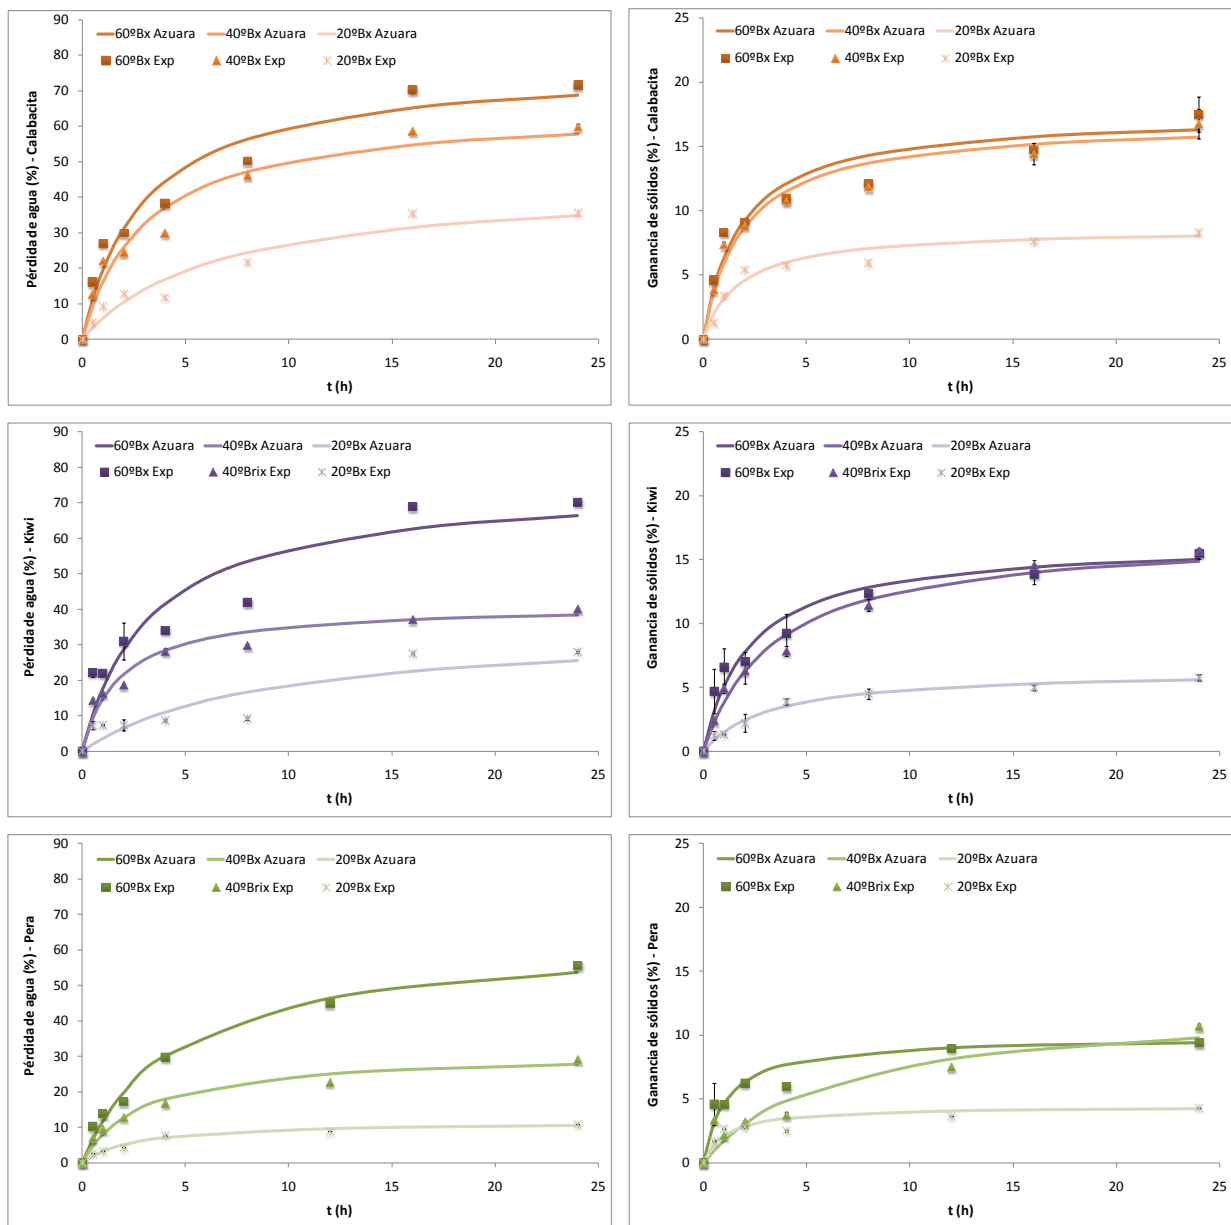 Pérdida de agua (%) - Calabacita
60ºBx Azuara 40ºBx Azuara 20ºBx Azuara
60ºBx Exp 40ºBx Exp 20ºBx Exp
90
80
70
60
50
40
30
20
10
0
0 5 10 15 20 25
t (h)
Ganancia de sólidos (%) - Calabacita
60ºBx Azuara 40ºBx Azuara 20ºBx Azuara
60ºBx Exp 40ºBx Exp 20ºBx Exp
25
20
15
10
5
0
0 5 10 15 20 25
t (h)
Pérdida de agua (%) - Kiwi
60ºBx Azuara 40ºBx Azuara 20ºBx Azuara
60ºBx Exp 40ºBrix Exp 20ºBx Exp
90
80
70
60
50
40
30
20
10
0
0 5 10 15 20 25
t (h)
Ganancia de sólidos (%) - Kiwi
60ºBx Azuara 40ºBx Azuara 20ºBx Azuara
60ºBx Exp 40ºBrix Exp 20ºBx Exp
25
20
15
10
5
0
0 5 10 15 20 25
t (h)
Pérdida de agua (%) - Pera
60ºBx Azuara 40ºBx Azuara 20ºBx Azuara
60ºBx Exp 40ºBrix Exp 20ºBx Exp
90
80
70
60
50
40
30
20
10
0
0 5 10 15 20 25
t (h)
Ganancia de sólidos (%) - Pera
60ºBx Azuara 40ºBx Azuara 20ºBx Azuara
60ºBx Exp 40ºBrix Exp 20ºBx Exp
25
20
15
10
5
0
0 5 10 15 20 25
t (h)